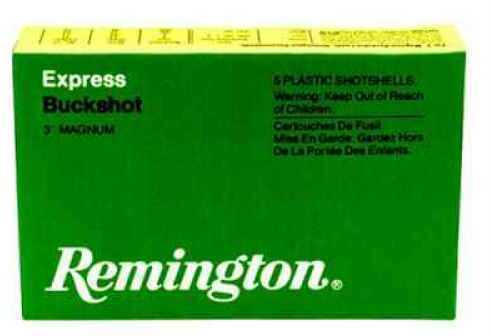 Express
Buckshot
3" MAGNUM
5 PLASTIC SHOTSHELLS
Warning: Keep Out of Reach
of Children.
Cartouches De Fusil
Mise En Garde: Gardez Hors
De La Portée Des Enfants.
Remington®